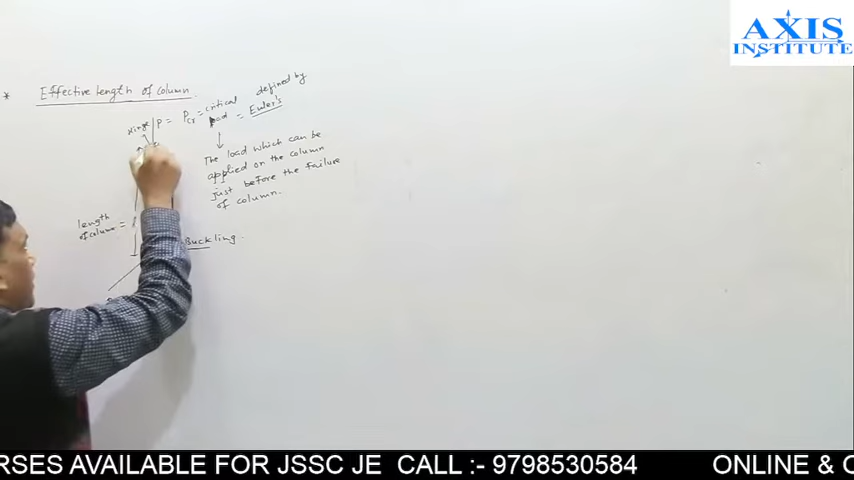 AXIS
INSTITUTE
* Effective length of column
Hinge P = Pcr = critical load = Euler's
defined by
The load which can be
applied on the column
just before the failure
of column.
length
of column =
Buckling.
RSES AVAILABLE FOR JSSC JE CALL :- 9798530584 ONLINE & O